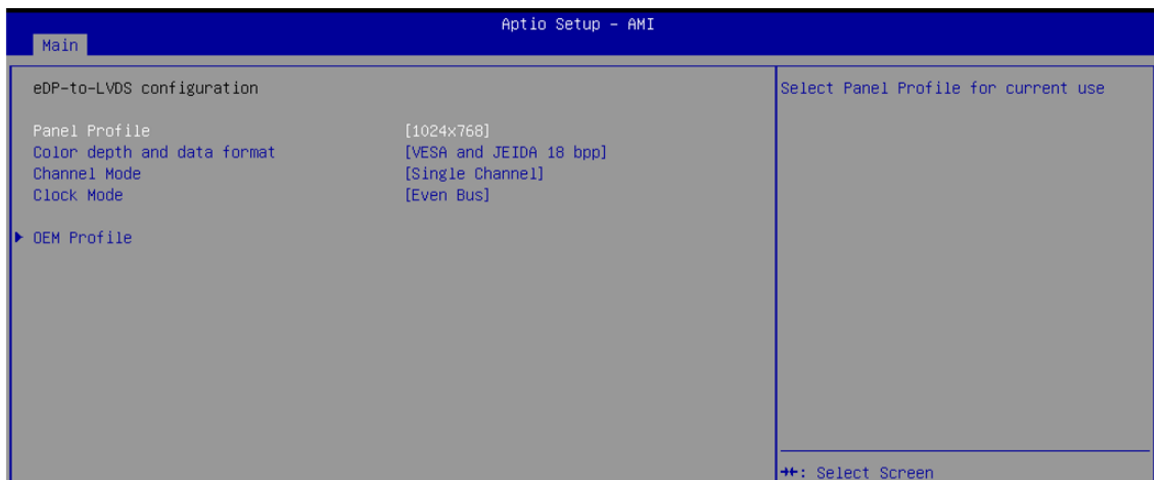 Aptio Setup - AMI
Main
eDP-to-LVDS configuration
Panel Profile [1024x768]
Color depth and data format [VESA and JEIDA 18 bpp]
Channel Mode [Single Channel]
Clock Mode [Even Bus]
▶ OEM Profile
Select Panel Profile for current use
→←: Select Screen